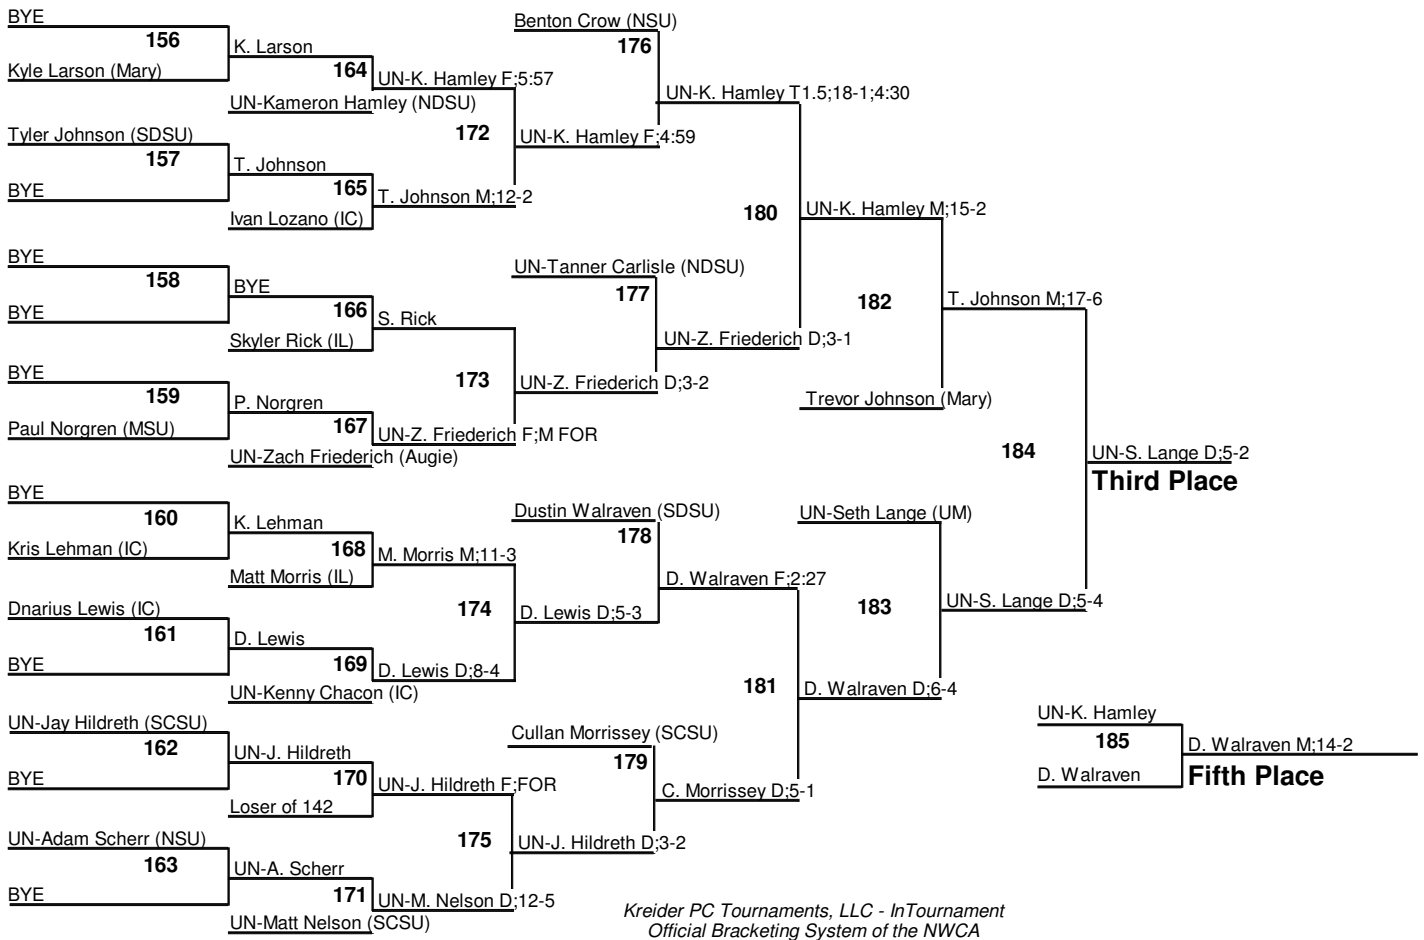 BYE
156
Kyle Larson (Mary)
K. Larson
164
UN-Kameron Hamley (NDSU)
UN-K. Hamley F;5:57
Tyler Johnson (SDSU)
157
BYE
T. Johnson
165
Ivan Lozano (IC)
T. Johnson M;12-2
172
UN-K. Hamley F;4:59
Benton Crow (NSU)
176
UN-K. Hamley T1.5;18-1;4:30
BYE
158
BYE
BYE
166
Skyler Rick (IL)
S. Rick
BYE
159
Paul Norgren (MSU)
P. Norgren
167
UN-Zach Friederich (Augie)
UN-Z. Friederich F;M FOR
173
UN-Z. Friederich D;3-2
UN-Tanner Carlisle (NDSU)
177
UN-Z. Friederich D;3-1
180
UN-K. Hamley M;15-2
182
Trevor Johnson (Mary)
T. Johnson M;17-6
BYE
160
Kris Lehman (IC)
K. Lehman
168
Matt Morris (IL)
M. Morris M;11-3
Dnarius Lewis (IC)
161
BYE
D. Lewis
169
UN-Kenny Chacon (IC)
D. Lewis D;8-4
174
D. Lewis D;5-3
Dustin Walraven (SDSU)
178
D. Walraven F;2:27
UN-Jay Hildreth (SCSU)
162
BYE
UN-J. Hildreth
170
Loser of 142
UN-J. Hildreth F;FOR
UN-Adam Scherr (NSU)
163
BYE
UN-A. Scherr
171
UN-Matt Nelson (SCSU)
UN-M. Nelson D;12-5
175
UN-J. Hildreth D;3-2
Cullan Morrissey (SCSU)
179
C. Morrissey D;5-1
181
D. Walraven D;6-4
UN-Seth Lange (UM)
183
UN-S. Lange D;5-4
184
UN-S. Lange D;5-2
Third Place
UN-K. Hamley
185
D. Walraven
D. Walraven M;14-2
Fifth Place
Kreider PC Tournaments, LLC - InTournament
Official Bracketing System of the NWCA